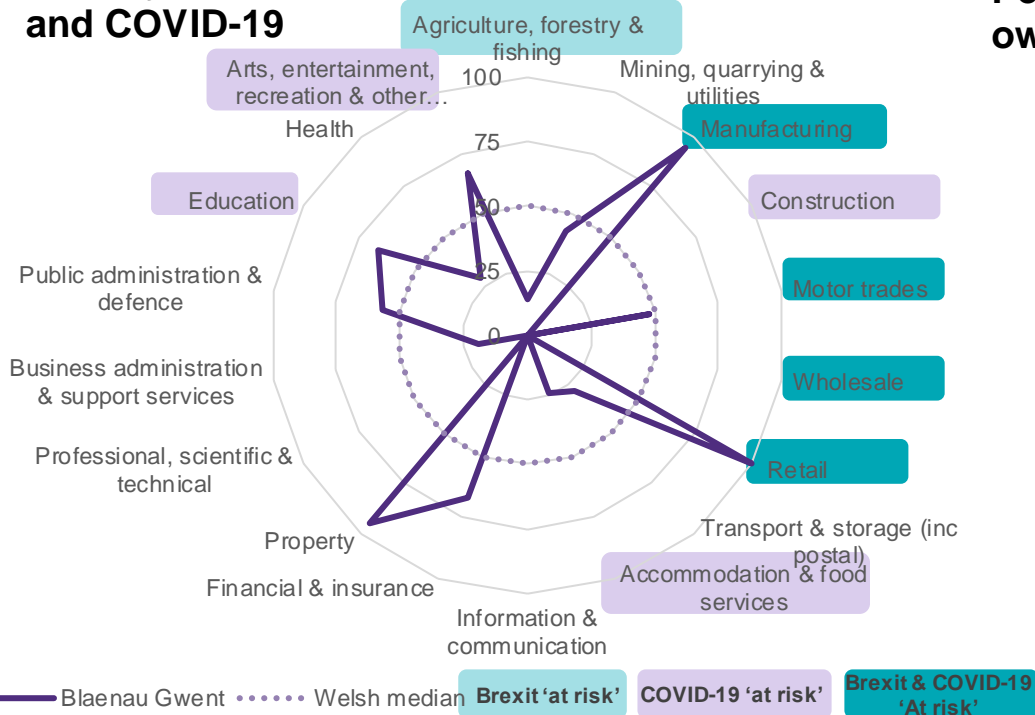 and COVID-19
ow
Agriculture, forestry &
fishing
Arts, entertainment,
recreation & other…
Mining, quarrying &
utilities
Health
Manufacturing
Education
Construction
Public administration &
defence
Motor trades
Business administration
& support services
Wholesale
Professional, scientific &
technical
Retail
Property
Transport & storage (inc
postal)
Financial & insurance
Accommodation & food
services
Information &
communication
100
75
50
25
0
Blaenau Gwent
Welsh median
Brexit ‘at risk’
COVID-19 ‘at risk’
Brexit & COVID-19
‘At risk’